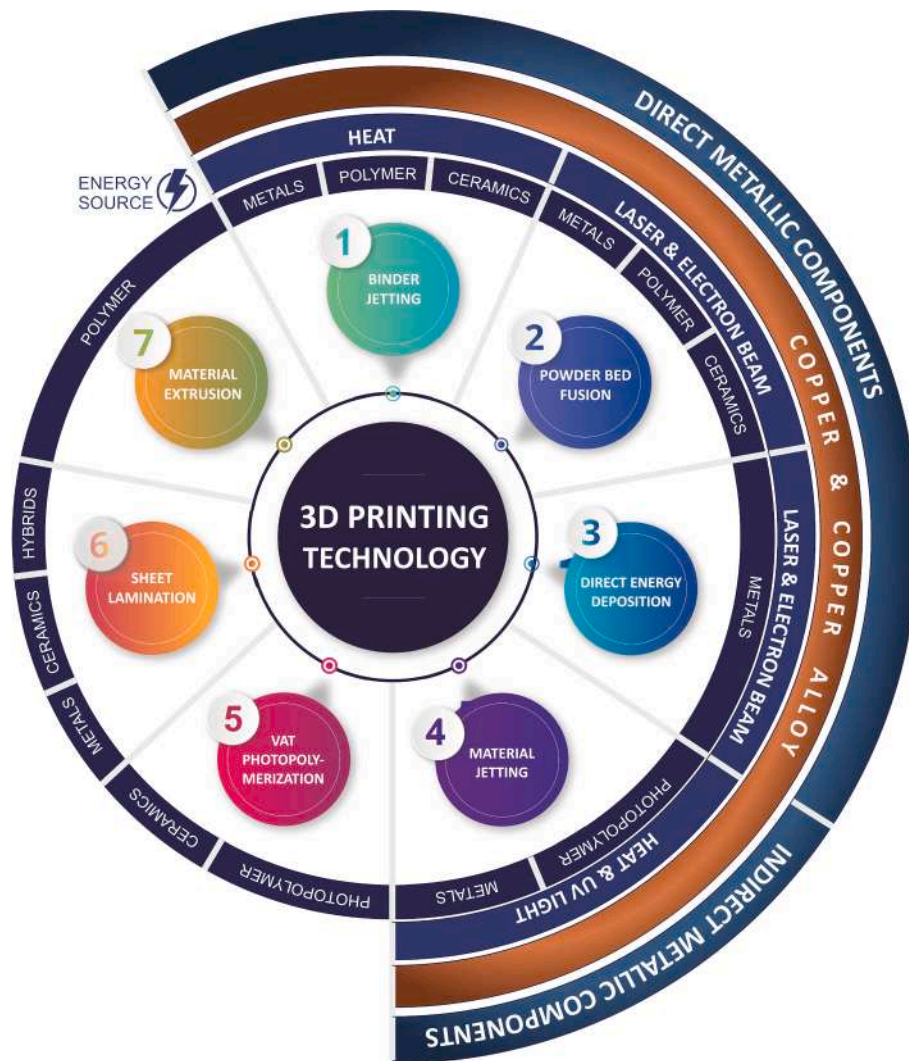 DIRECT METALLIC COMPONENTS
COPPER & COPPER ALLOY
INDIRECT METALLIC COMPONENTS
ENERGY
SOURCE
HEAT
METALS
POLYMER
CERAMICS
LASER & ELECTRON BEAM
METALS
POLYMER
CERAMICS
LASER & ELECTRON BEAM
METALS
HEAT & UV LIGHT
PHOTOPOLYMER
METALS
PHOTOPOLYMER
CERAMICS
METALS
CERAMICS
HYBRIDS
POLYMER
1
BINDER
JETTING
2
POWDER BED
FUSION
3
DIRECT ENERGY
DEPOSITION
4
MATERIAL
JETTING
5
VAT
PHOTOPOLY-
MERIZATION
6
SHEET
LAMINATION
7
MATERIAL
EXTRUSION
3D PRINTING
TECHNOLOGY